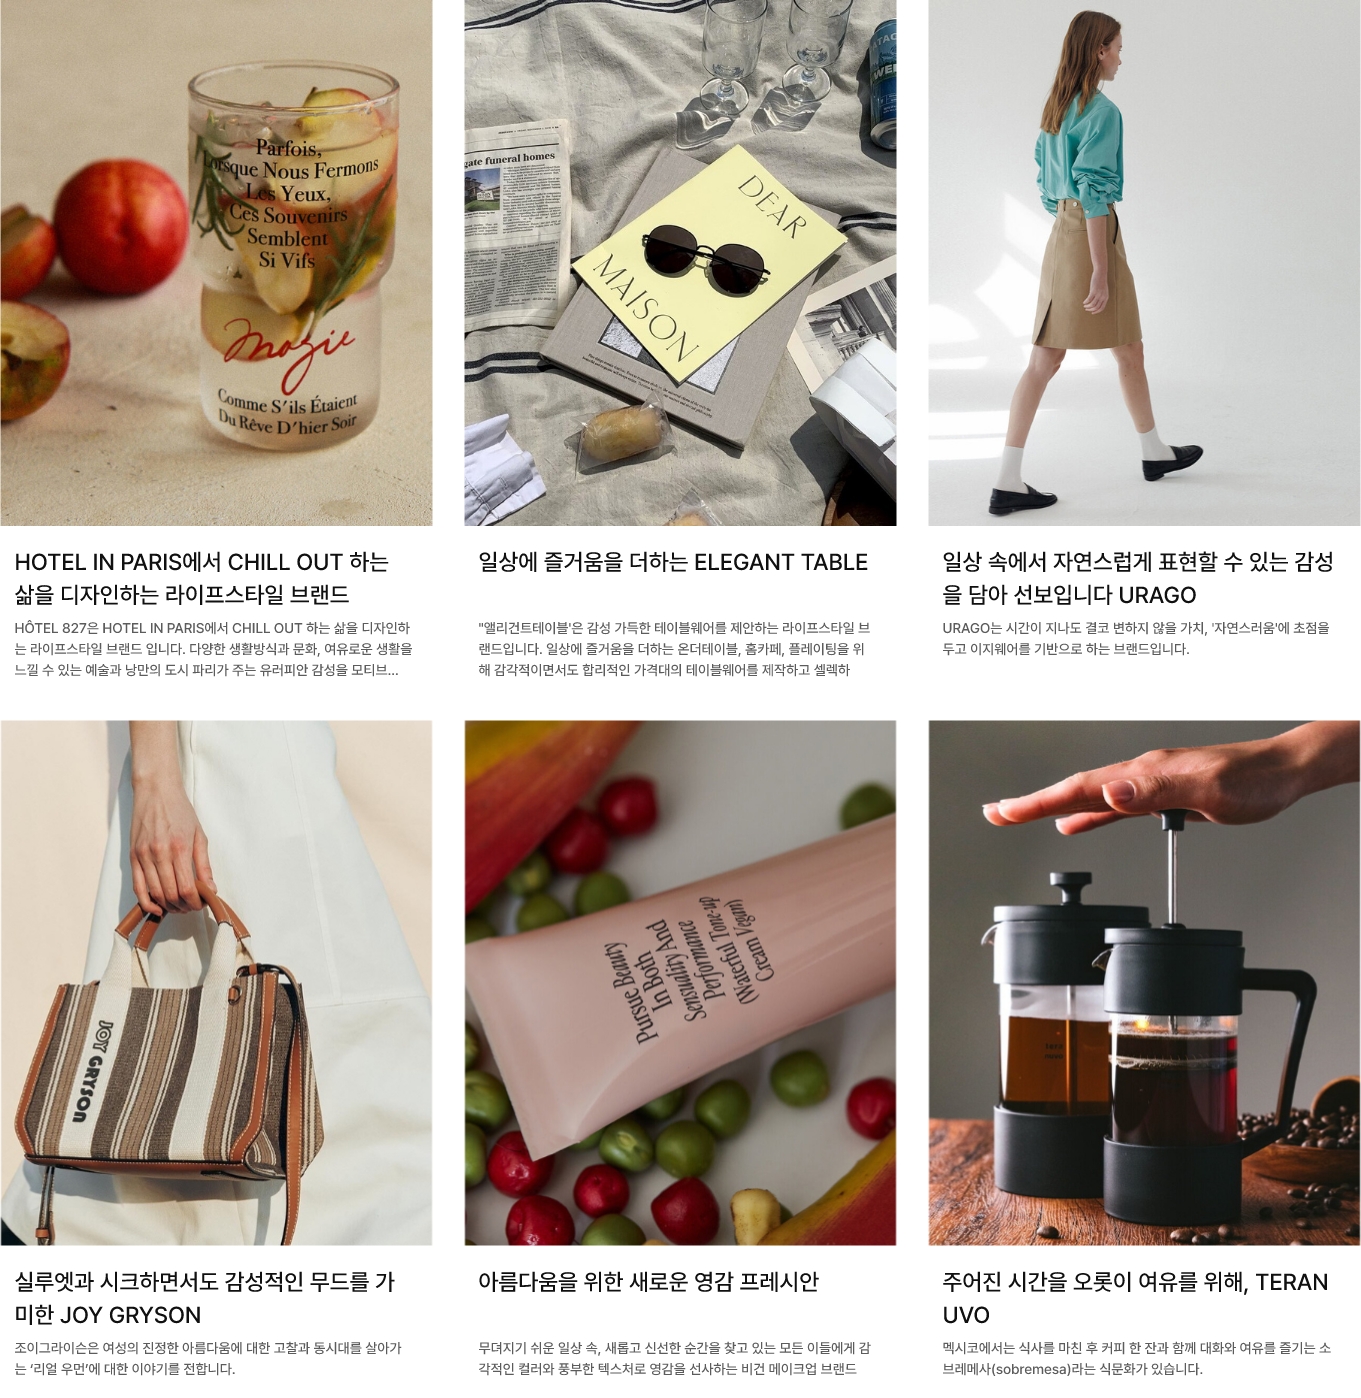 Parfois,
Lorsque Nous Fermons
Les Yeux,
Ces Souvenirs
Semblent
Si Vifs
Mazie
Comme S'ils Étaient
Du Rêve D'hier Soir
gate funeral homes
DEAR
MAISON
HOTEL IN PARIS에서 CHILL OUT 하는
삶을 디자인하는 라이프스타일 브랜드
HÔTEL 827은 HOTEL IN PARIS에서 CHILL OUT 하는 삶을 디자인하
는 라이프스타일 브랜드 입니다. 다양한 생활방식과 문화, 여유로운 생활을
느낄 수 있는 예술과 낭만의 도시 파리가 주는 유러피안 감성을 모티브...
일상에 즐거움을 더하는 ELEGANT TABLE
"앨리건트테이블'은 감성 가득한 테이블웨어를 제안하는 라이프스타일 브
랜드입니다. 일상에 즐거움을 더하는 온더테이블, 홈카페, 플레이팅을 위
해 감각적이면서도 합리적인 가격대의 테이블웨어를 제작하고 셀렉하
일상 속에서 자연스럽게 표현할 수 있는 감성
을 담아 선보입니다 URAGO
URAGO는 시간이 지나도 결코 변하지 않을 가치, '자연스러움'에 초점을
두고 이지웨어를 기반으로 하는 브랜드입니다.
JOY GRYSON
Pursue Beauty
In Both
Sensuality And
Performance
(Waterful Tone-up
Cream Vegan)
실루엣과 시크하면서도 감성적인 무드를 가
미한 JOY GRYSON
조이그라이슨은 여성의 진정한 아름다움에 대한 고찰과 동시대를 살아가
는 ‘리얼 우먼’에 대한 이야기를 전합니다.
아름다움을 위한 새로운 영감 프레시안
무뎌지기 쉬운 일상 속, 새롭고 신선한 순간을 찾고 있는 모든 이들에게 감
각적인 컬러와 풍부한 텍스처로 영감을 선사하는 비건 메이크업 브랜드
주어진 시간을 오롯이 여유를 위해, TERAN
UVO
멕시코에서는 식사를 마친 후 커피 한 잔과 함께 대화와 여유를 즐기는 소
브레메사(sobremesa)라는 식문화가 있습니다.